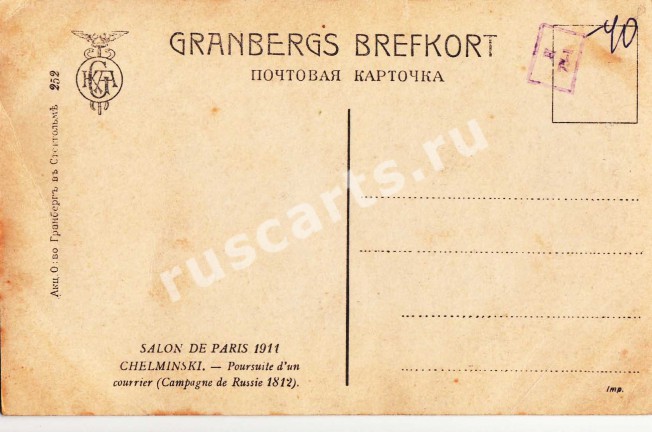 GRANBERGS BREFKORT
ПОЧТОВАЯ КАРТОЧКА
40
Акц. О:во Гранбергъ въ Стокгольмѣ 252
ruscarts.ru
SALON DE PARIS 1911
CHELMINSKI. — Poursuite d'un
courrier (Campagne de Russie 1812).
Imp.